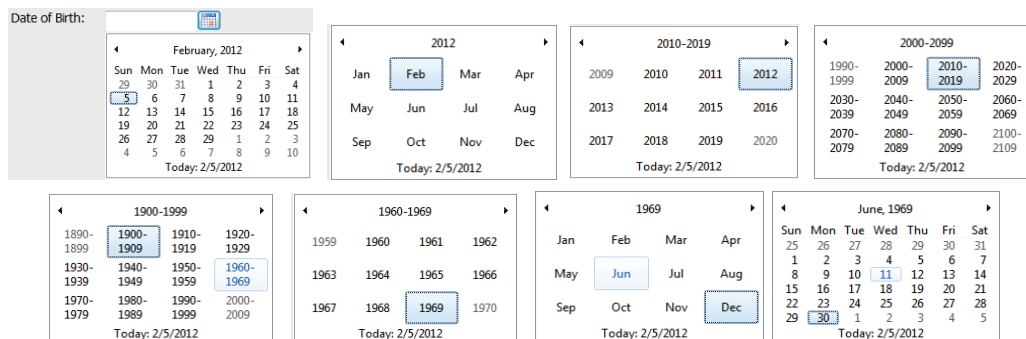 Date of Birth:
February, 2012
Sun Mon Tue Wed Thu Fri Sat
29 30 31 1 2 3 4
5 6 7 8 9 10 11
12 13 14 15 16 17 18
19 20 21 22 23 24 25
26 27 28 29 1 2 3
4 5 6 7 8 9 10
Today: 2/5/2012
2012
Jan Feb Mar Apr
May Jun Jul Aug
Sep Oct Nov Dec
Today: 2/5/2012
2010-2019
2009 2010 2011 2012
2013 2014 2015 2016
2017 2018 2019 2020
Today: 2/5/2012
2000-2099
1990- 2000- 2010- 2020-
1999 2009 2019 2029
2030- 2040- 2050- 2060-
2039 2049 2059 2069
2070- 2080- 2090- 2100-
2079 2089 2099 2109
Today: 2/5/2012
1900-1999
1890- 1900- 1910- 1920-
1899 1909 1919 1929
1930- 1940- 1950- 1960-
1939 1949 1959 1969
1970- 1980- 1990- 2000-
1979 1989 1999 2009
Today: 2/5/2012
1960-1969
1959 1960 1961 1962
1963 1964 1965 1966
1967 1968 1969 1970
Today: 2/5/2012
1969
Jan Feb Mar Apr
May Jun Jul Aug
Sep Oct Nov Dec
Today: 2/5/2012
June, 1969
Sun Mon Tue Wed Thu Fri Sat
25 26 27 28 29 30 31
1 2 3 4 5 6 7
8 9 10 11 12 13 14
15 16 17 18 19 20 21
22 23 24 25 26 27 28
29 30 1 2 3 4 5
Today: 2/5/2012